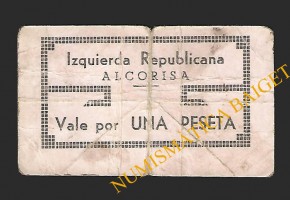 Izquierda Republicana
ALCORISA
Vale por UNA PESETA
NUMISMATICA BAIGET